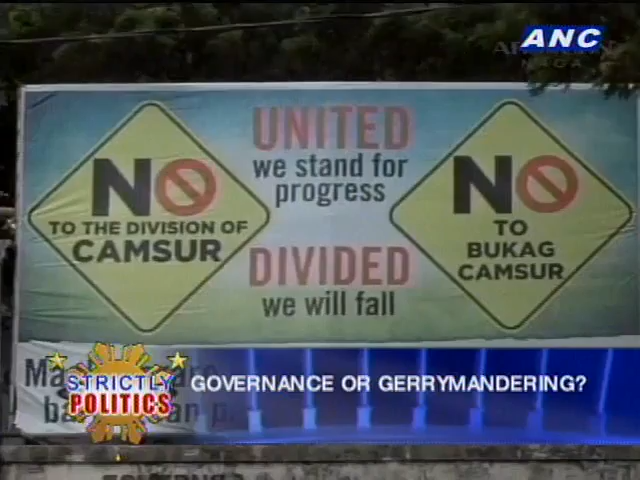 ANC
NAGA
NO
TO THE DIVISION OF
CAMSUR
UNITED
we stand for
progress
DIVIDED
we will fall
NO
TO
BUKAG
CAMSUR
STRICTLY
POLITICS
GOVERNANCE OR GERRYMANDERING?